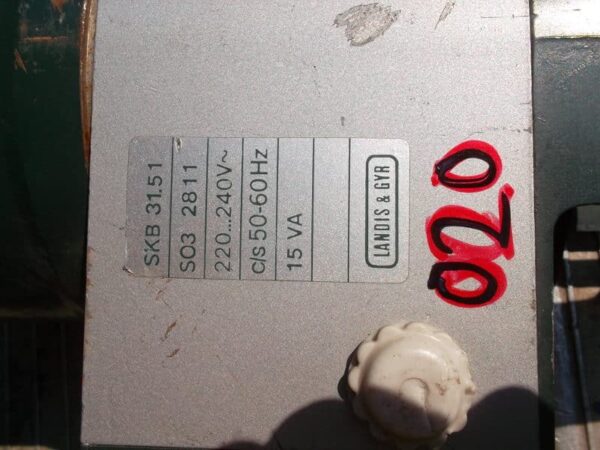 LANDIS & GYR
15 VA
c/s 50-60Hz
220...240V~
SO3 2811
SKB 31.51
020